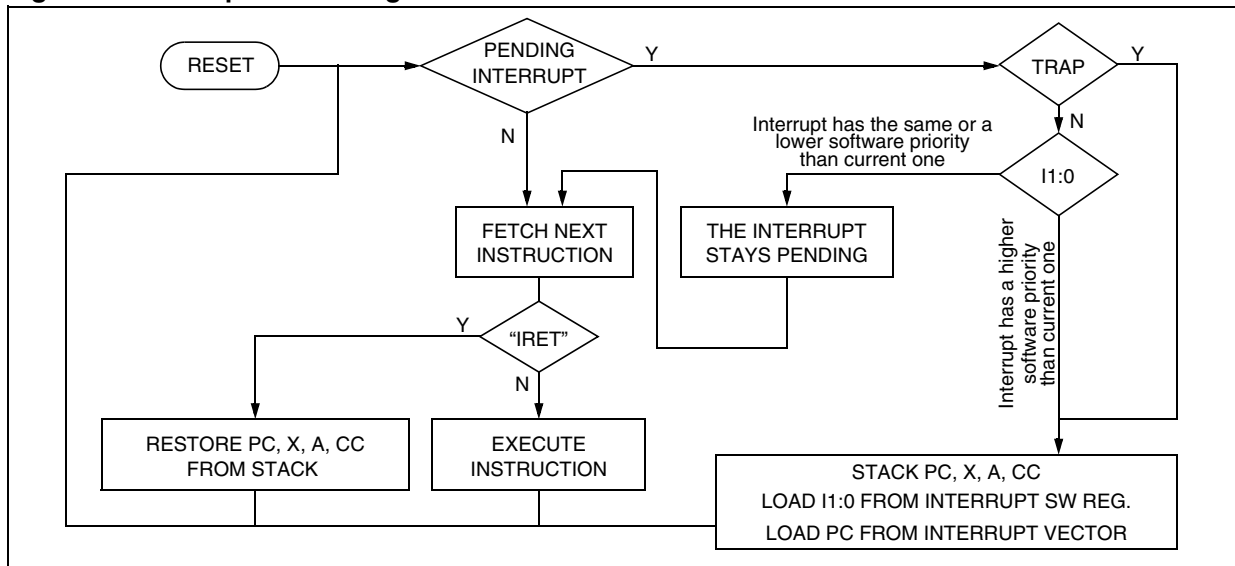 RESET
PENDING
INTERRUPT
Y
TRAP
Y
N
N
Interrupt has the same or a
lower software priority
than current one
I1:0
FETCH NEXT
INSTRUCTION
THE INTERRUPT
STAYS PENDING
Interrupt has a higher
software priority
than current one
Y
“IRET”
N
RESTORE PC, X, A, CC
FROM STACK
EXECUTE
INSTRUCTION
STACK PC, X, A, CC
LOAD I1:0 FROM INTERRUPT SW REG.
LOAD PC FROM INTERRUPT VECTOR